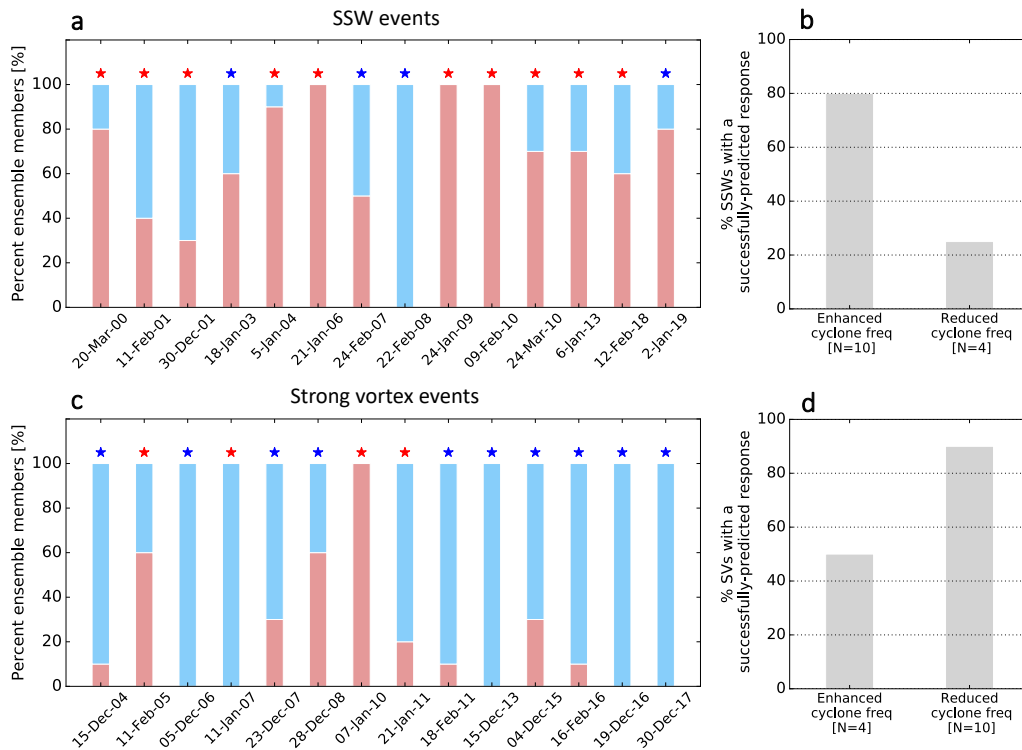 a
SSW events
Percent ensemble members [%]
100
80
60
40
20
0
20-Mar-00
11-Feb-01
30-Dec-01
18-Jan-03
5-Jan-04
21-Jan-06
24-Feb-07
22-Feb-08
24-Jan-09
09-Feb-10
24-Mar-10
6-Jan-13
12-Feb-18
2-Jan-19
b
% SSWs with a
successfully-predicted response
100
80
60
40
20
0
Enhanced
cyclone freq
[N=10]
Reduced
cyclone freq
[N=4]
c
Strong vortex events
Percent ensemble members [%]
100
80
60
40
20
0
15-Dec-04
11-Feb-05
05-Dec-06
11-Jan-07
23-Dec-07
28-Dec-08
07-Jan-10
21-Jan-11
18-Feb-11
15-Dec-13
04-Dec-15
16-Feb-16
19-Dec-16
30-Dec-17
d
% SVs with a
successfully-predicted response
100
80
60
40
20
0
Enhanced
cyclone freq
[N=4]
Reduced
cyclone freq
[N=10]